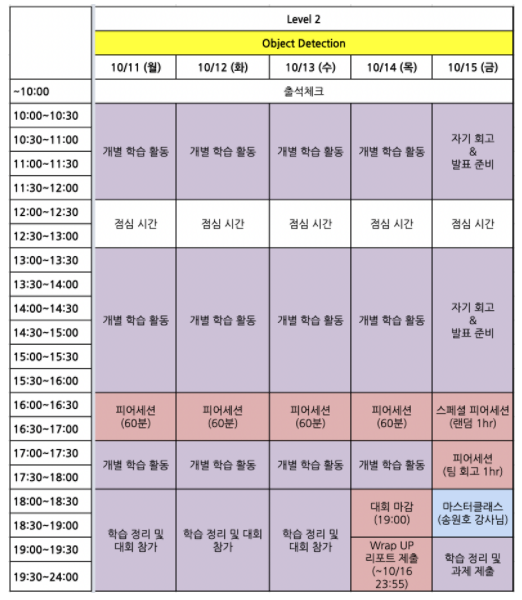 Level 2
Object Detection
10/11 (월) 10/12 (화) 10/13 (수) 10/14 (목) 10/15 (금)
~10:00 출석체크
10:00~10:30
10:30~11:00
11:00~11:30
11:30~12:00
개별 학습 활동 개별 학습 활동 개별 학습 활동 개별 학습 활동
자기 회고
&
발표 준비
12:00~12:30
12:30~13:00
점심 시간 점심 시간 점심 시간 점심 시간 점심 시간
13:00~13:30
13:30~14:00
14:00~14:30
14:30~15:00
15:00~15:30
15:30~16:00
개별 학습 활동 개별 학습 활동 개별 학습 활동 개별 학습 활동
자기 회고
&
발표 준비
16:00~16:30
16:30~17:00
피어세션
(60분)
피어세션
(60분)
피어세션
(60분)
피어세션
(60분)
스페셜 피어세션
(랜덤 1hr)
17:00~17:30
17:30~18:00
개별 학습 활동 개별 학습 활동 개별 학습 활동 개별 학습 활동
피어세션
(팀 회고 1hr)
18:00~18:30
18:30~19:00
19:00~19:30
19:30~24:00
학습 정리 및
대회 참가
학습 정리 및 대회
참가
학습 정리 및
대회 참가
대회 마감
(19:00)
Wrap UP
리포트 제출
(~10/16
23:55)
마스터클래스
(송원호 강사님)
학습 정리 및
과제 제출